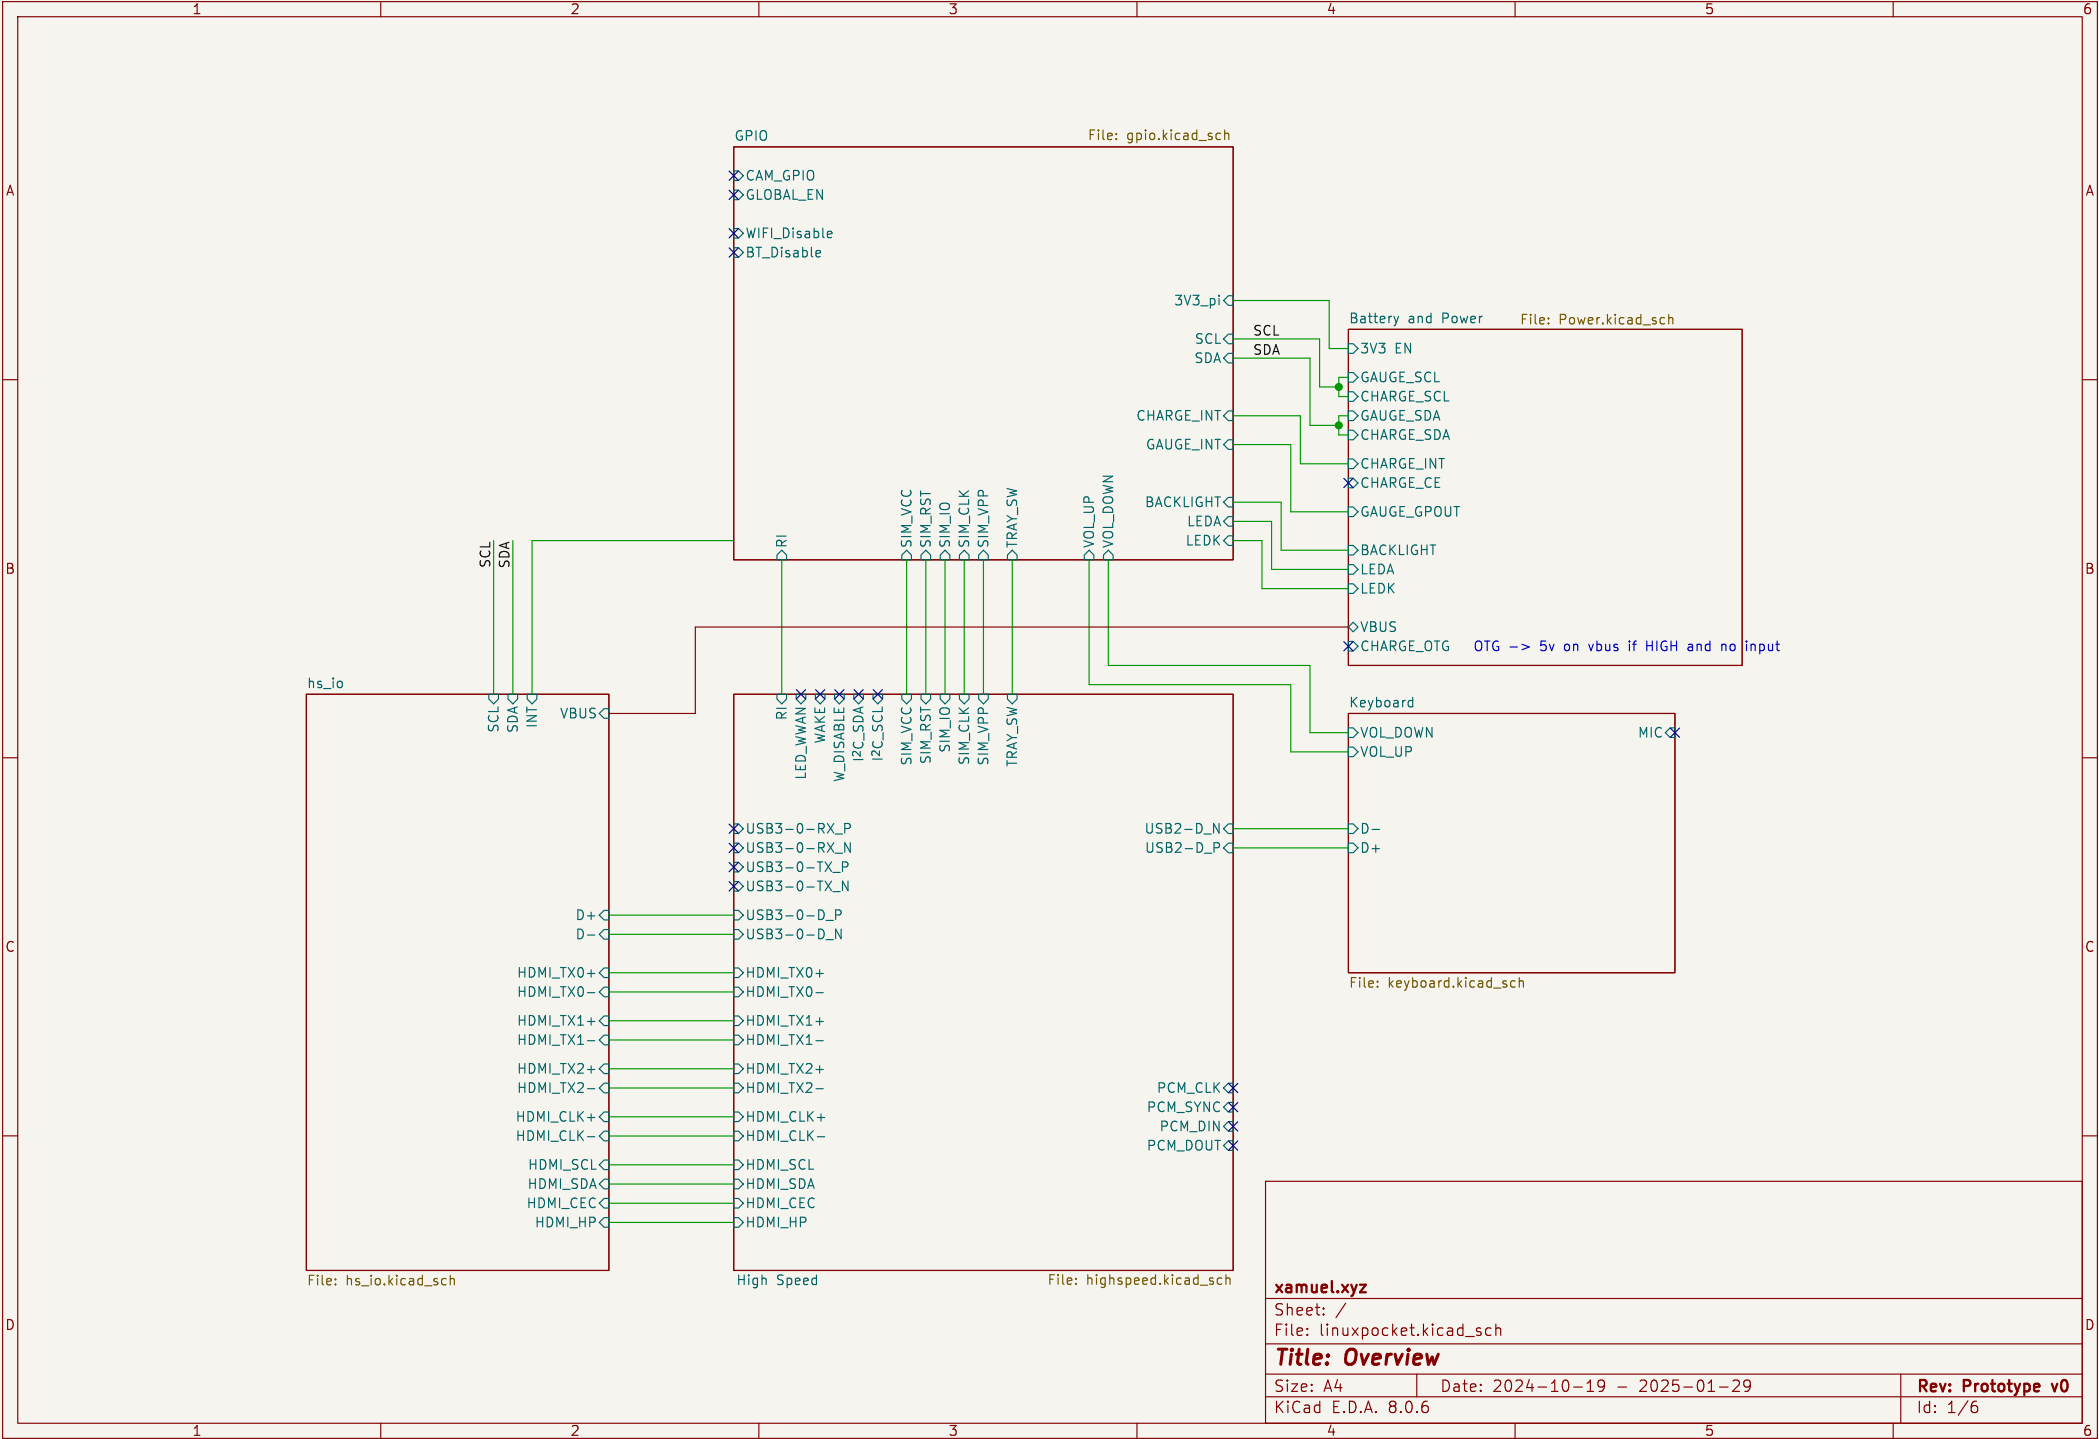 1 2 3 4 5 6
A
B
C
D
A
B
C
D
1 2 3 4 5 6
GPIO
File: gpio.kicad_sch
CAM_GPIO
GLOBAL_EN
WIFI_Disable
BT_Disable
3V3_pi
SCL
SDA
CHARGE_INT
GAUGE_INT
BACKLIGHT
LEDA
LEDK
RI
SIM_VCC
SIM_RST
SIM_IO
SIM_CLK
SIM_VPP
TRAY_SW
VOL_UP
VOL_DOWN
SCL
SDA
Battery and Power
File: Power.kicad_sch
3V3 EN
GAUGE_SCL
CHARGE_SCL
GAUGE_SDA
CHARGE_SDA
CHARGE_INT
CHARGE_CE
GAUGE_GPOUT
BACKLIGHT
LEDA
LEDK
VBUS
CHARGE_OTG
OTG -> 5v on vbus if HIGH and no input
SCL
SDA
hs_io
SCL
SDA
INT
VBUS
D+
D-
HDMI_TX0+
HDMI_TX0-
HDMI_TX1+
HDMI_TX1-
HDMI_TX2+
HDMI_TX2-
HDMI_CLK+
HDMI_CLK-
HDMI_SCL
HDMI_SDA
HDMI_CEC
HDMI_HP
File: hs_io.kicad_sch
RI
LED_WWAN
WAKE
W_DISABLE
I²C_SDA
I²C_SCL
SIM_VCC
SIM_RST
SIM_IO
SIM_CLK
SIM_VPP
TRAY_SW
USB3-0-RX_P
USB3-0-RX_N
USB3-0-TX_P
USB3-0-TX_N
USB3-0-D_P
USB3-0-D_N
HDMI_TX0+
HDMI_TX0-
HDMI_TX1+
HDMI_TX1-
HDMI_TX2+
HDMI_TX2-
HDMI_CLK+
HDMI_CLK-
HDMI_SCL
HDMI_SDA
HDMI_CEC
HDMI_HP
USB2-D_N
USB2-D_P
PCM_CLK
PCM_SYNC
PCM_DIN
PCM_DOUT
High Speed
File: highspeed.kicad_sch
Keyboard
VOL_DOWN
VOL_UP
MIC
D-
D+
File: keyboard.kicad_sch
xamuel.xyz
Sheet: /
File: linuxpocket.kicad_sch
Title: Overview
Size: A4
Date: 2024-10-19 - 2025-01-29
Rev: Prototype v0
KiCad E.D.A. 8.0.6
Id: 1/6